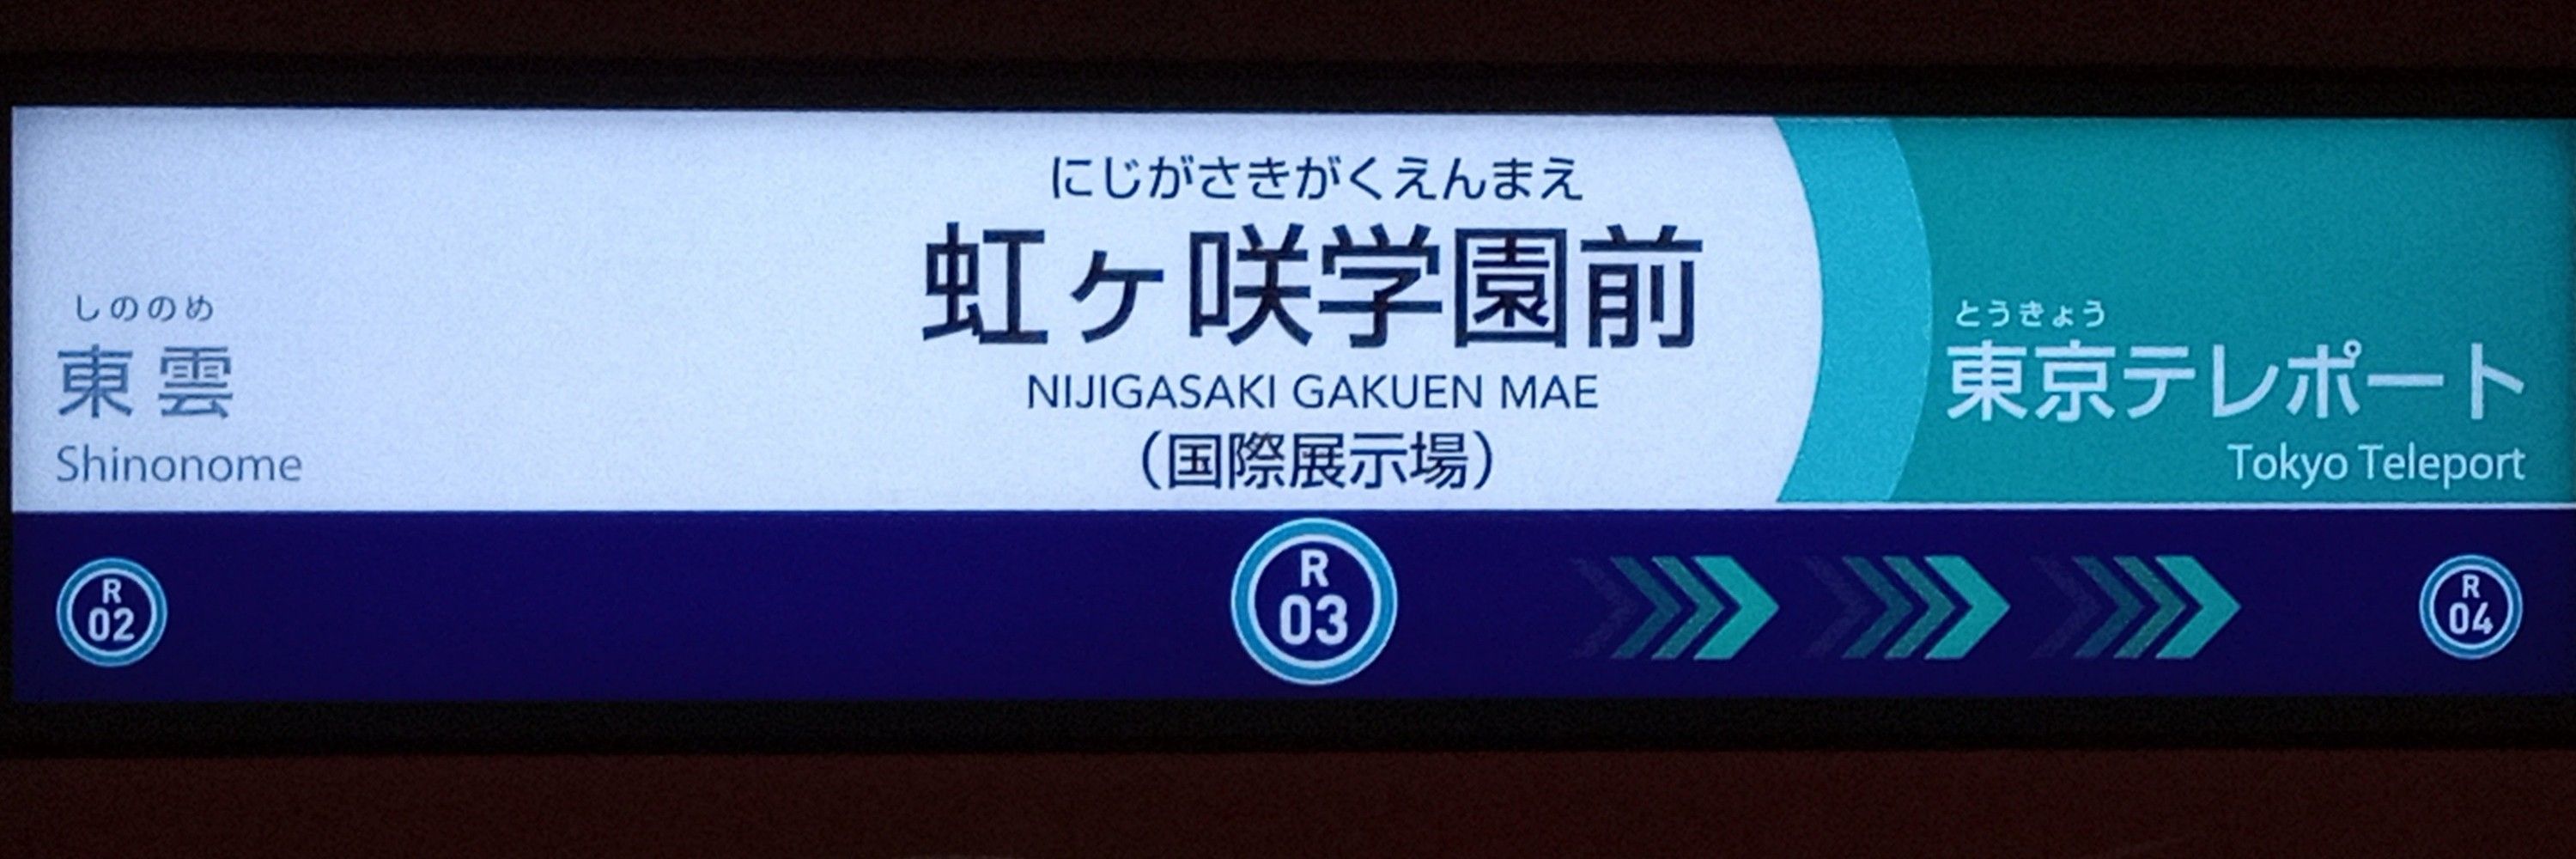 しののめ
東雲
Shinonome
にじがさきがくえんまえ
虹ヶ咲学園前
NIJIGASAKI GAKUEN MAE
（国際展示場）
とうきょう
東京テレポート
Tokyo Teleport
R
02
R
03
R
04